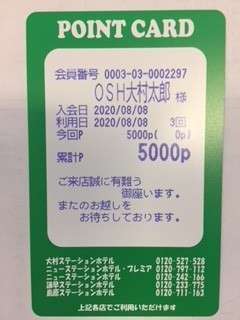 POINT CARD
会員番号 0003-03-0002297
OSH大村太郎 様
入会日 2020/08/08
利用日 2020/08/08 3回
今回P 5000p( 0p)
累計P 5000p
ご来店誠に有難う
御座います。
またのお越しを
お待ちしております。
大村ステーションホテル 0120-527-528
ニューステーションホテル・プレミア 0120-797-112
ニューステーションホテル 0120-242-166
諫早ステーションホテル 0120-233-775
島原ステーションホテル 0120-711-163
上記各店でご利用いただけます